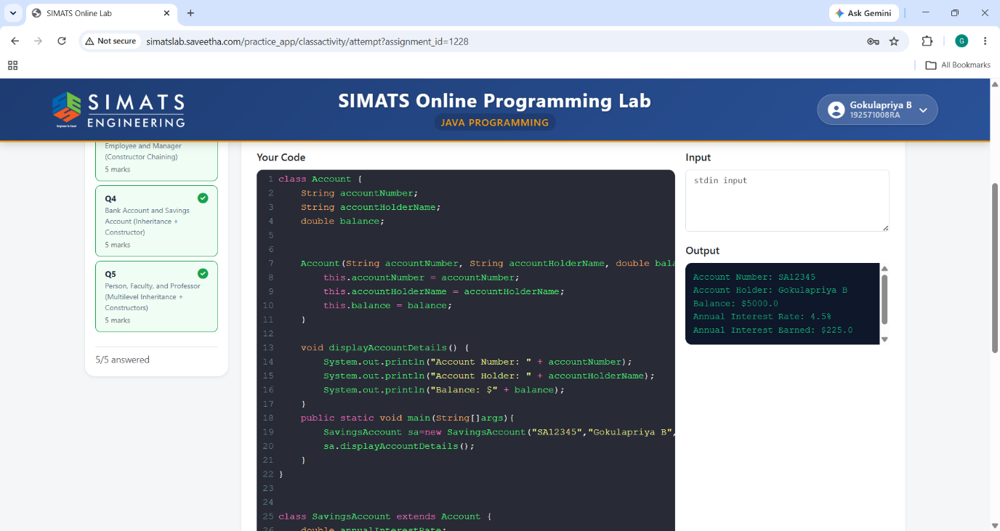 SIMATS Online Lab
Ask Gemini
Not secure
simatslab.saveetha.com/practice_app/classactivity/attempt?assignment_id=1228
G
All Bookmarks
SIMATS
ENGINEERING
Engineer to Excel
SIMATS Online Programming Lab
JAVA PROGRAMMING
Gokulapriya B
192571008RA
Employee and Manager
(Constructor Chaining)
5 marks
Q4
Bank Account and Savings
Account (Inheritance +
Constructor)
5 marks
Q5
Person, Faculty, and Professor
(Multilevel Inheritance +
Constructors)
5 marks
5/5 answered
Your Code
1 class Account {
2 String accountNumber;
3 String accountHolderName;
4 double balance;
5
6
7 Account(String accountNumber, String accountHolderName, double bala
8 this.accountNumber = accountNumber;
9 this.accountHolderName = accountHolderName;
10 this.balance = balance;
11 }
12
13 void displayAccountDetails() {
14 System.out.println("Account Number: " + accountNumber);
15 System.out.println("Account Holder: " + accountHolderName);
16 System.out.println("Balance: $" + balance);
17 }
18 public static void main(String[]args){
19 SavingsAccount sa=new SavingsAccount("SA12345","Gokulapriya B",
20 sa.displayAccountDetails();
21 }
22 }
23
24
25 class SavingsAccount extends Account {
26 double annualInterestRate;
Input
stdin input
Output
Account Number: SA12345
Account Holder: Gokulapriya B
Balance: $5000.0
Annual Interest Rate: 4.5%
Annual Interest Earned: $225.0